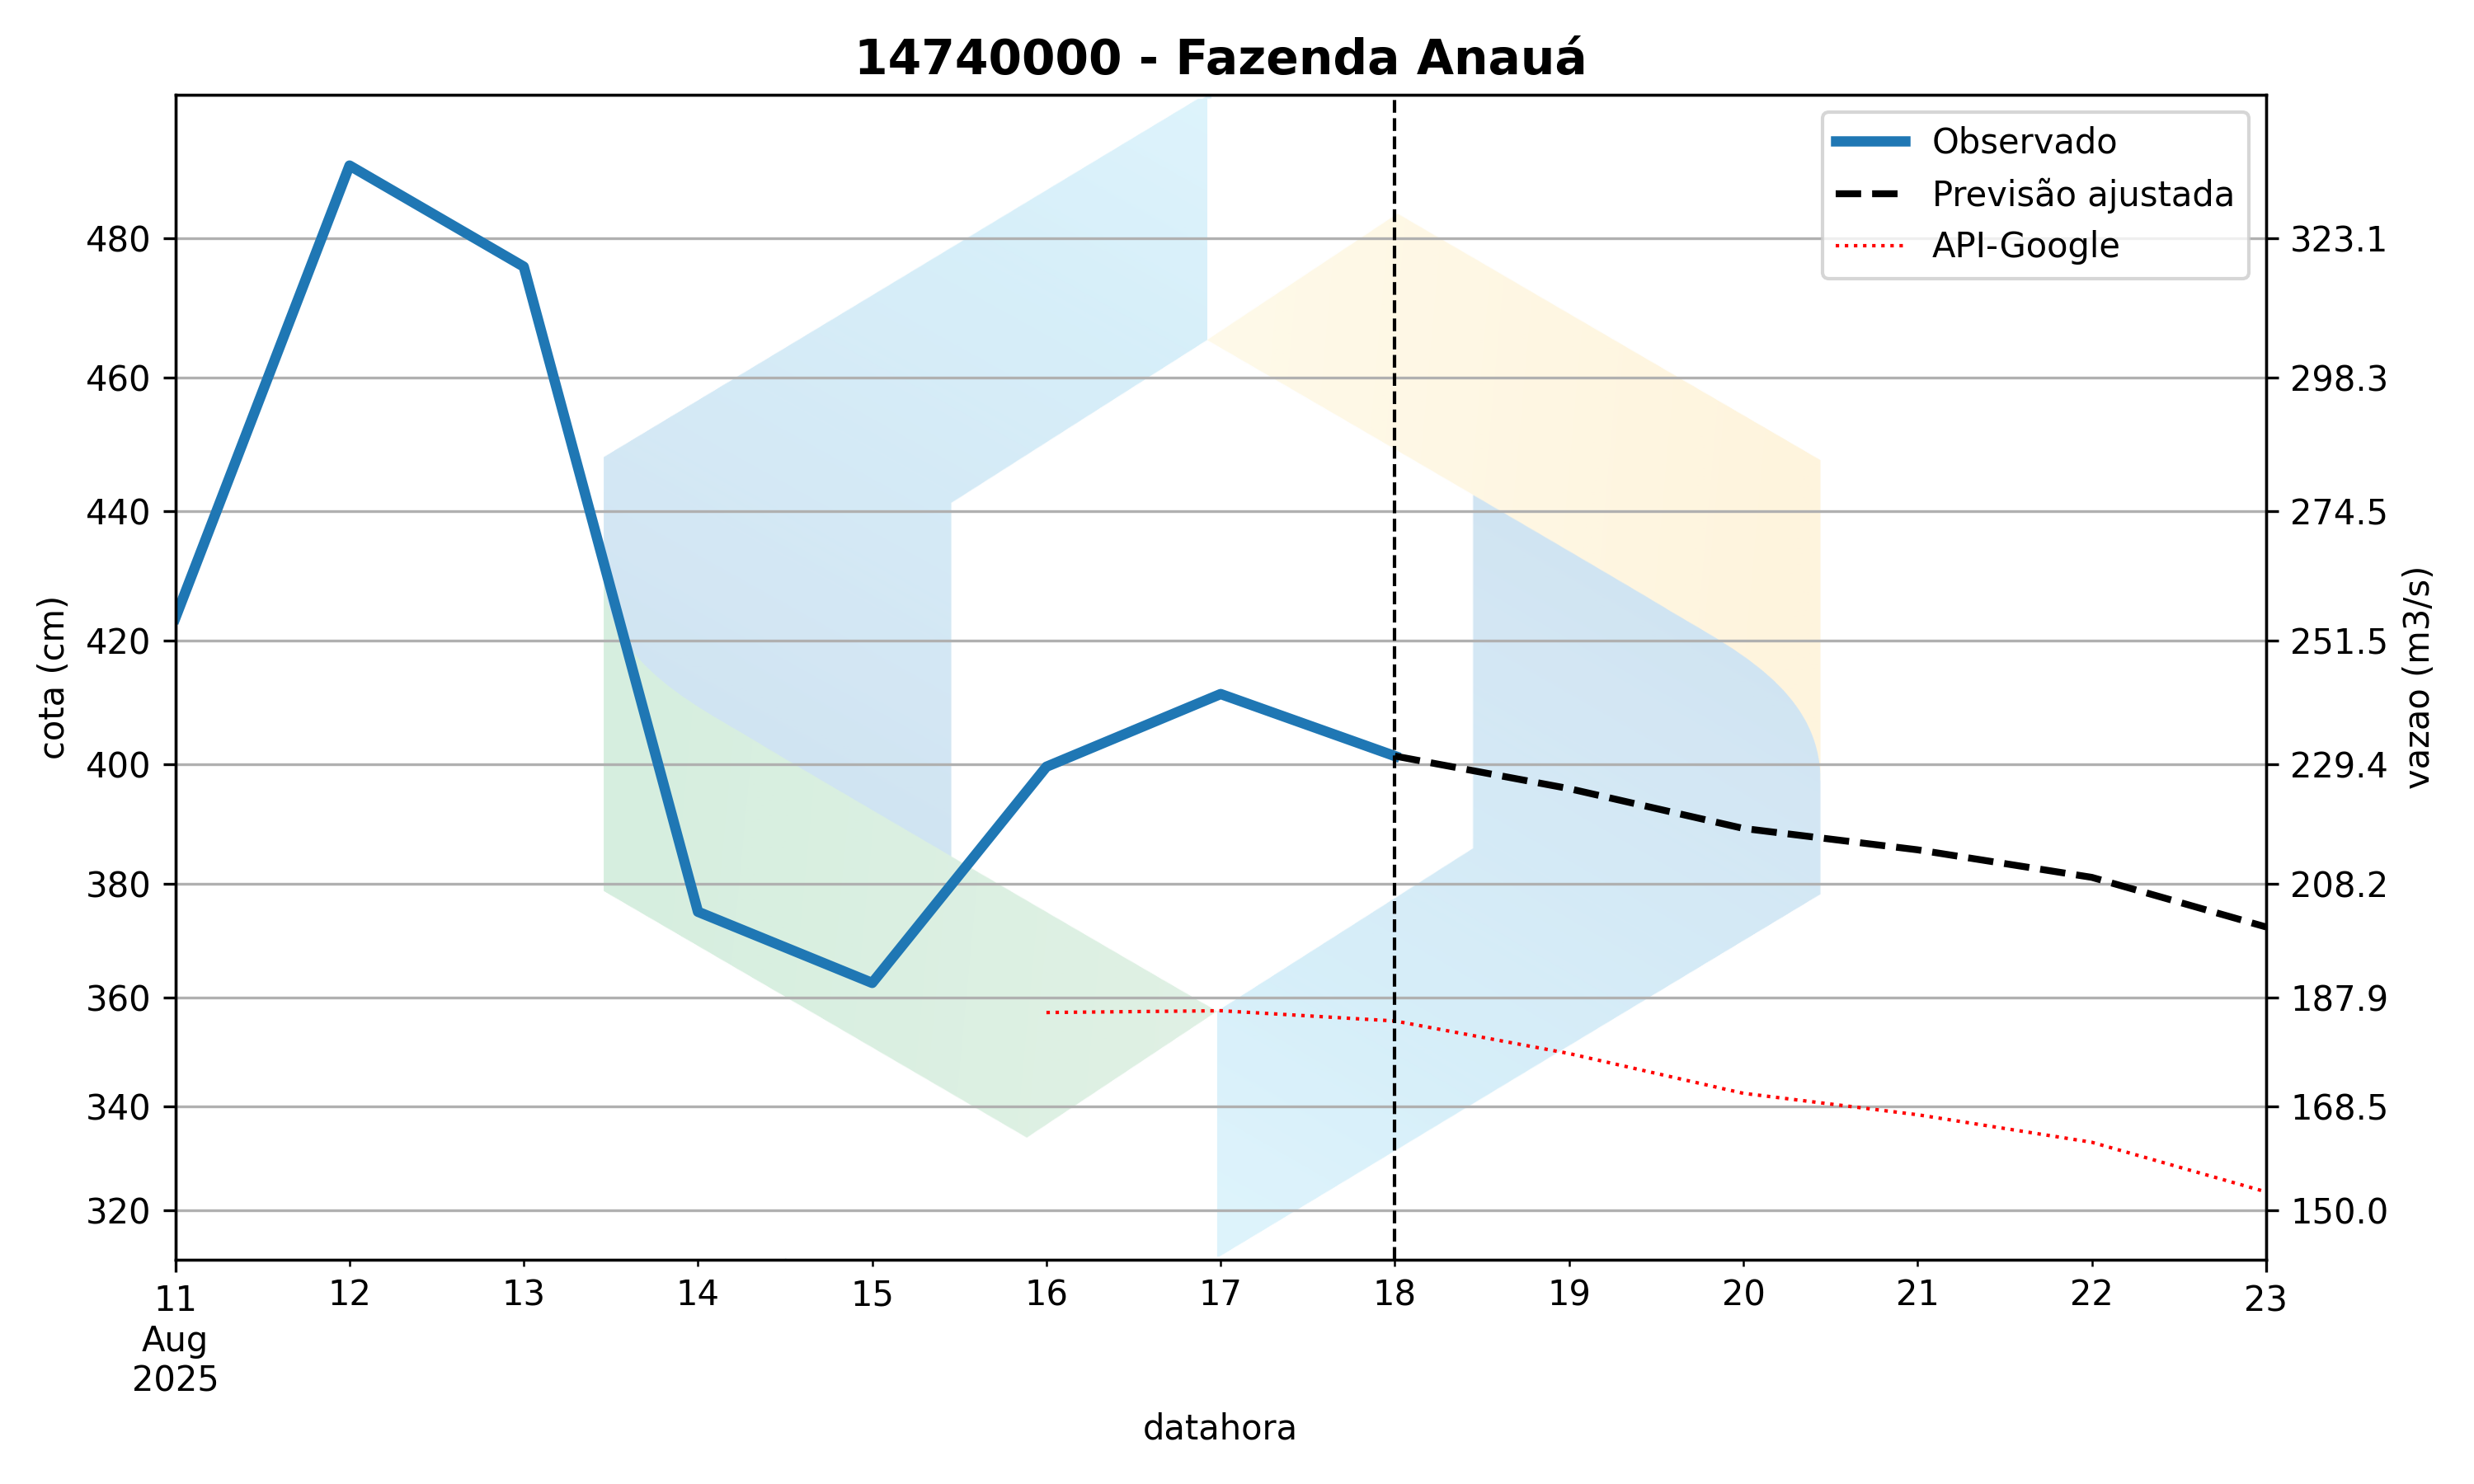 14740000 - Fazenda Anauá
Observado
Previsão ajustada
API-Google
cota (cm)
480
460
440
420
400
380
360
340
320
323.1
298.3
274.5
251.5
229.4
208.2
187.9
168.5
150.0
vazao (m3/s)
11 12 13 14 15 16 17 18 19 20 21 22 23
Aug
2025
datahora